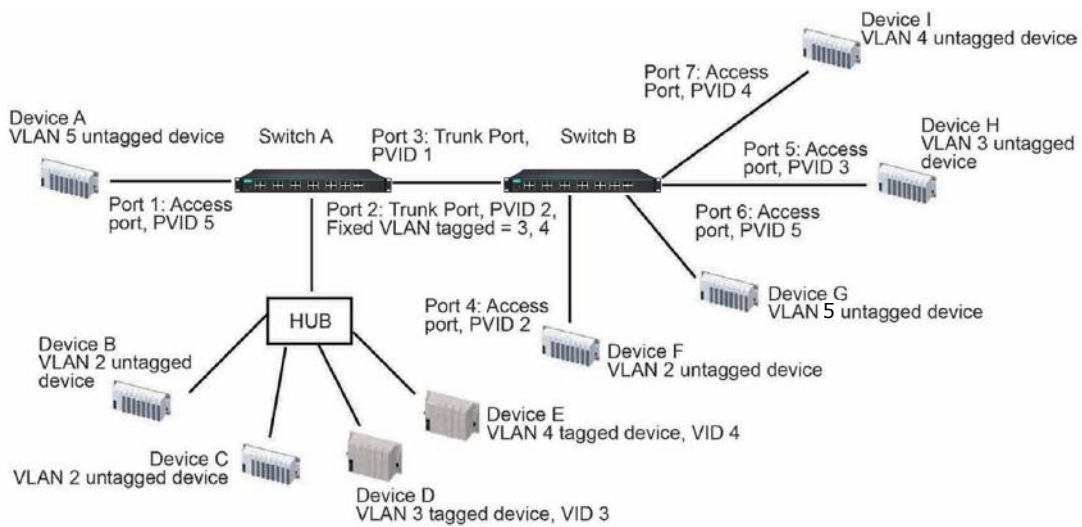 Device I
VLAN 4 untagged device
Port 7: Access
Port, PVID 4
Device A
VLAN 5 untagged device
Switch A
Port 3: Trunk Port,
PVID 1
Switch B
Device H
VLAN 3 untagged
device
Port 5: Access
port, PVID 3
Port 1: Access
port, PVID 5
Port 2: Trunk Port, PVID 2,
Fixed VLAN tagged = 3, 4
Port 6: Access
port, PVID 5
HUB
Port 4: Access
port, PVID 2
Device G
VLAN 5 untagged device
Device B
VLAN 2 untagged
device
Device F
VLAN 2 untagged device
Device E
VLAN 4 tagged device, VID 4
Device C
VLAN 2 untagged device
Device D
VLAN 3 tagged device, VID 3